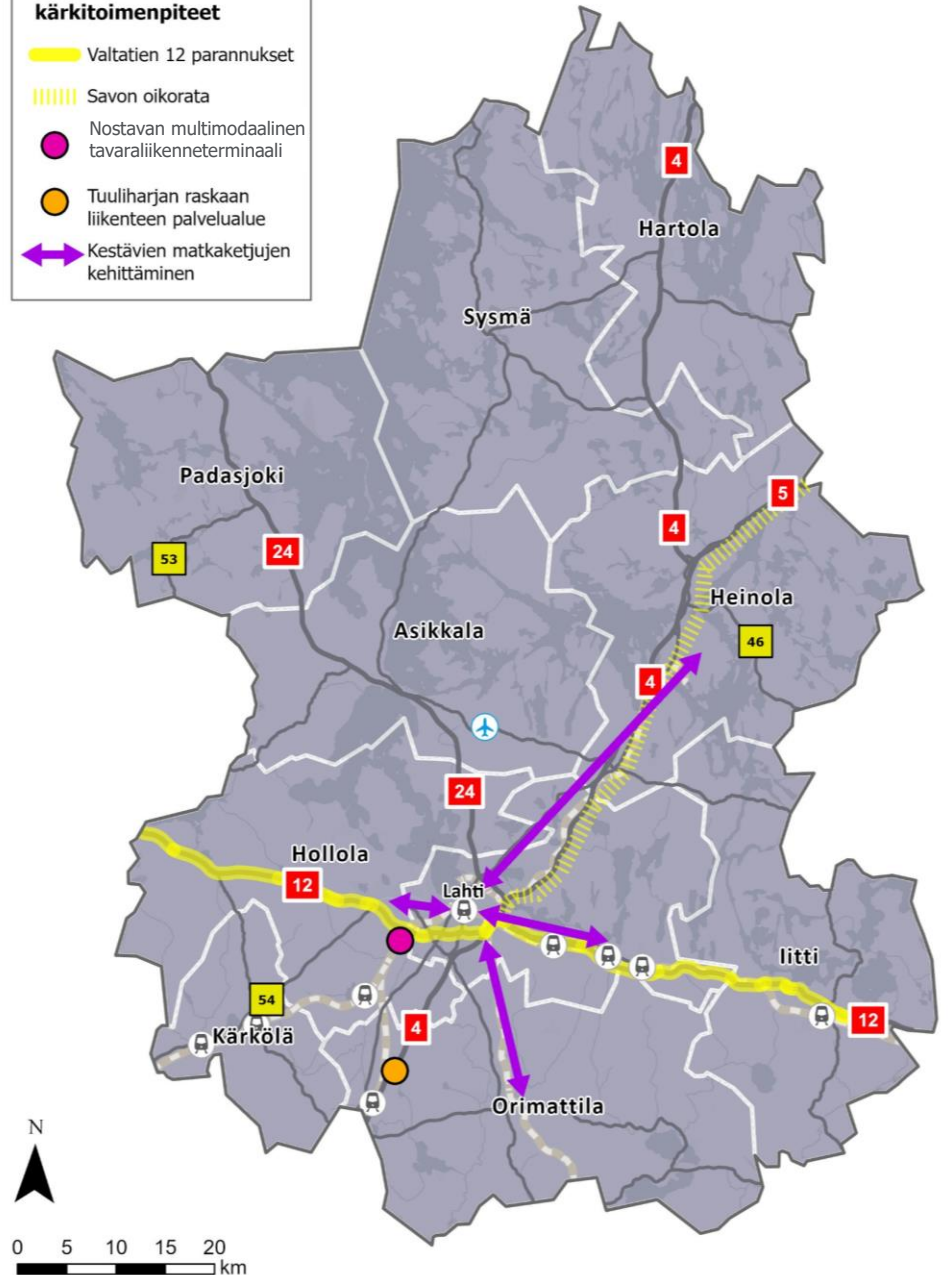 kärkitoimenpiteet
Valtatien 12 parannukset
Savon oikorata
Nostavan multimodaalinen
tavaraliikenneterminaali
Tuuliharjan raskaan
liikenteen palvelualue
Kestävien matkaketjujen
kehittäminen
4
Hartola
Sysmä
Padasjoki
5
4
24
53
Heinola
Asikkala
46
4
24
Hollola
12
Lahti
Iitti
54
4
12
Kärkölä
Orimattila
N
0 5 10 15 20
km